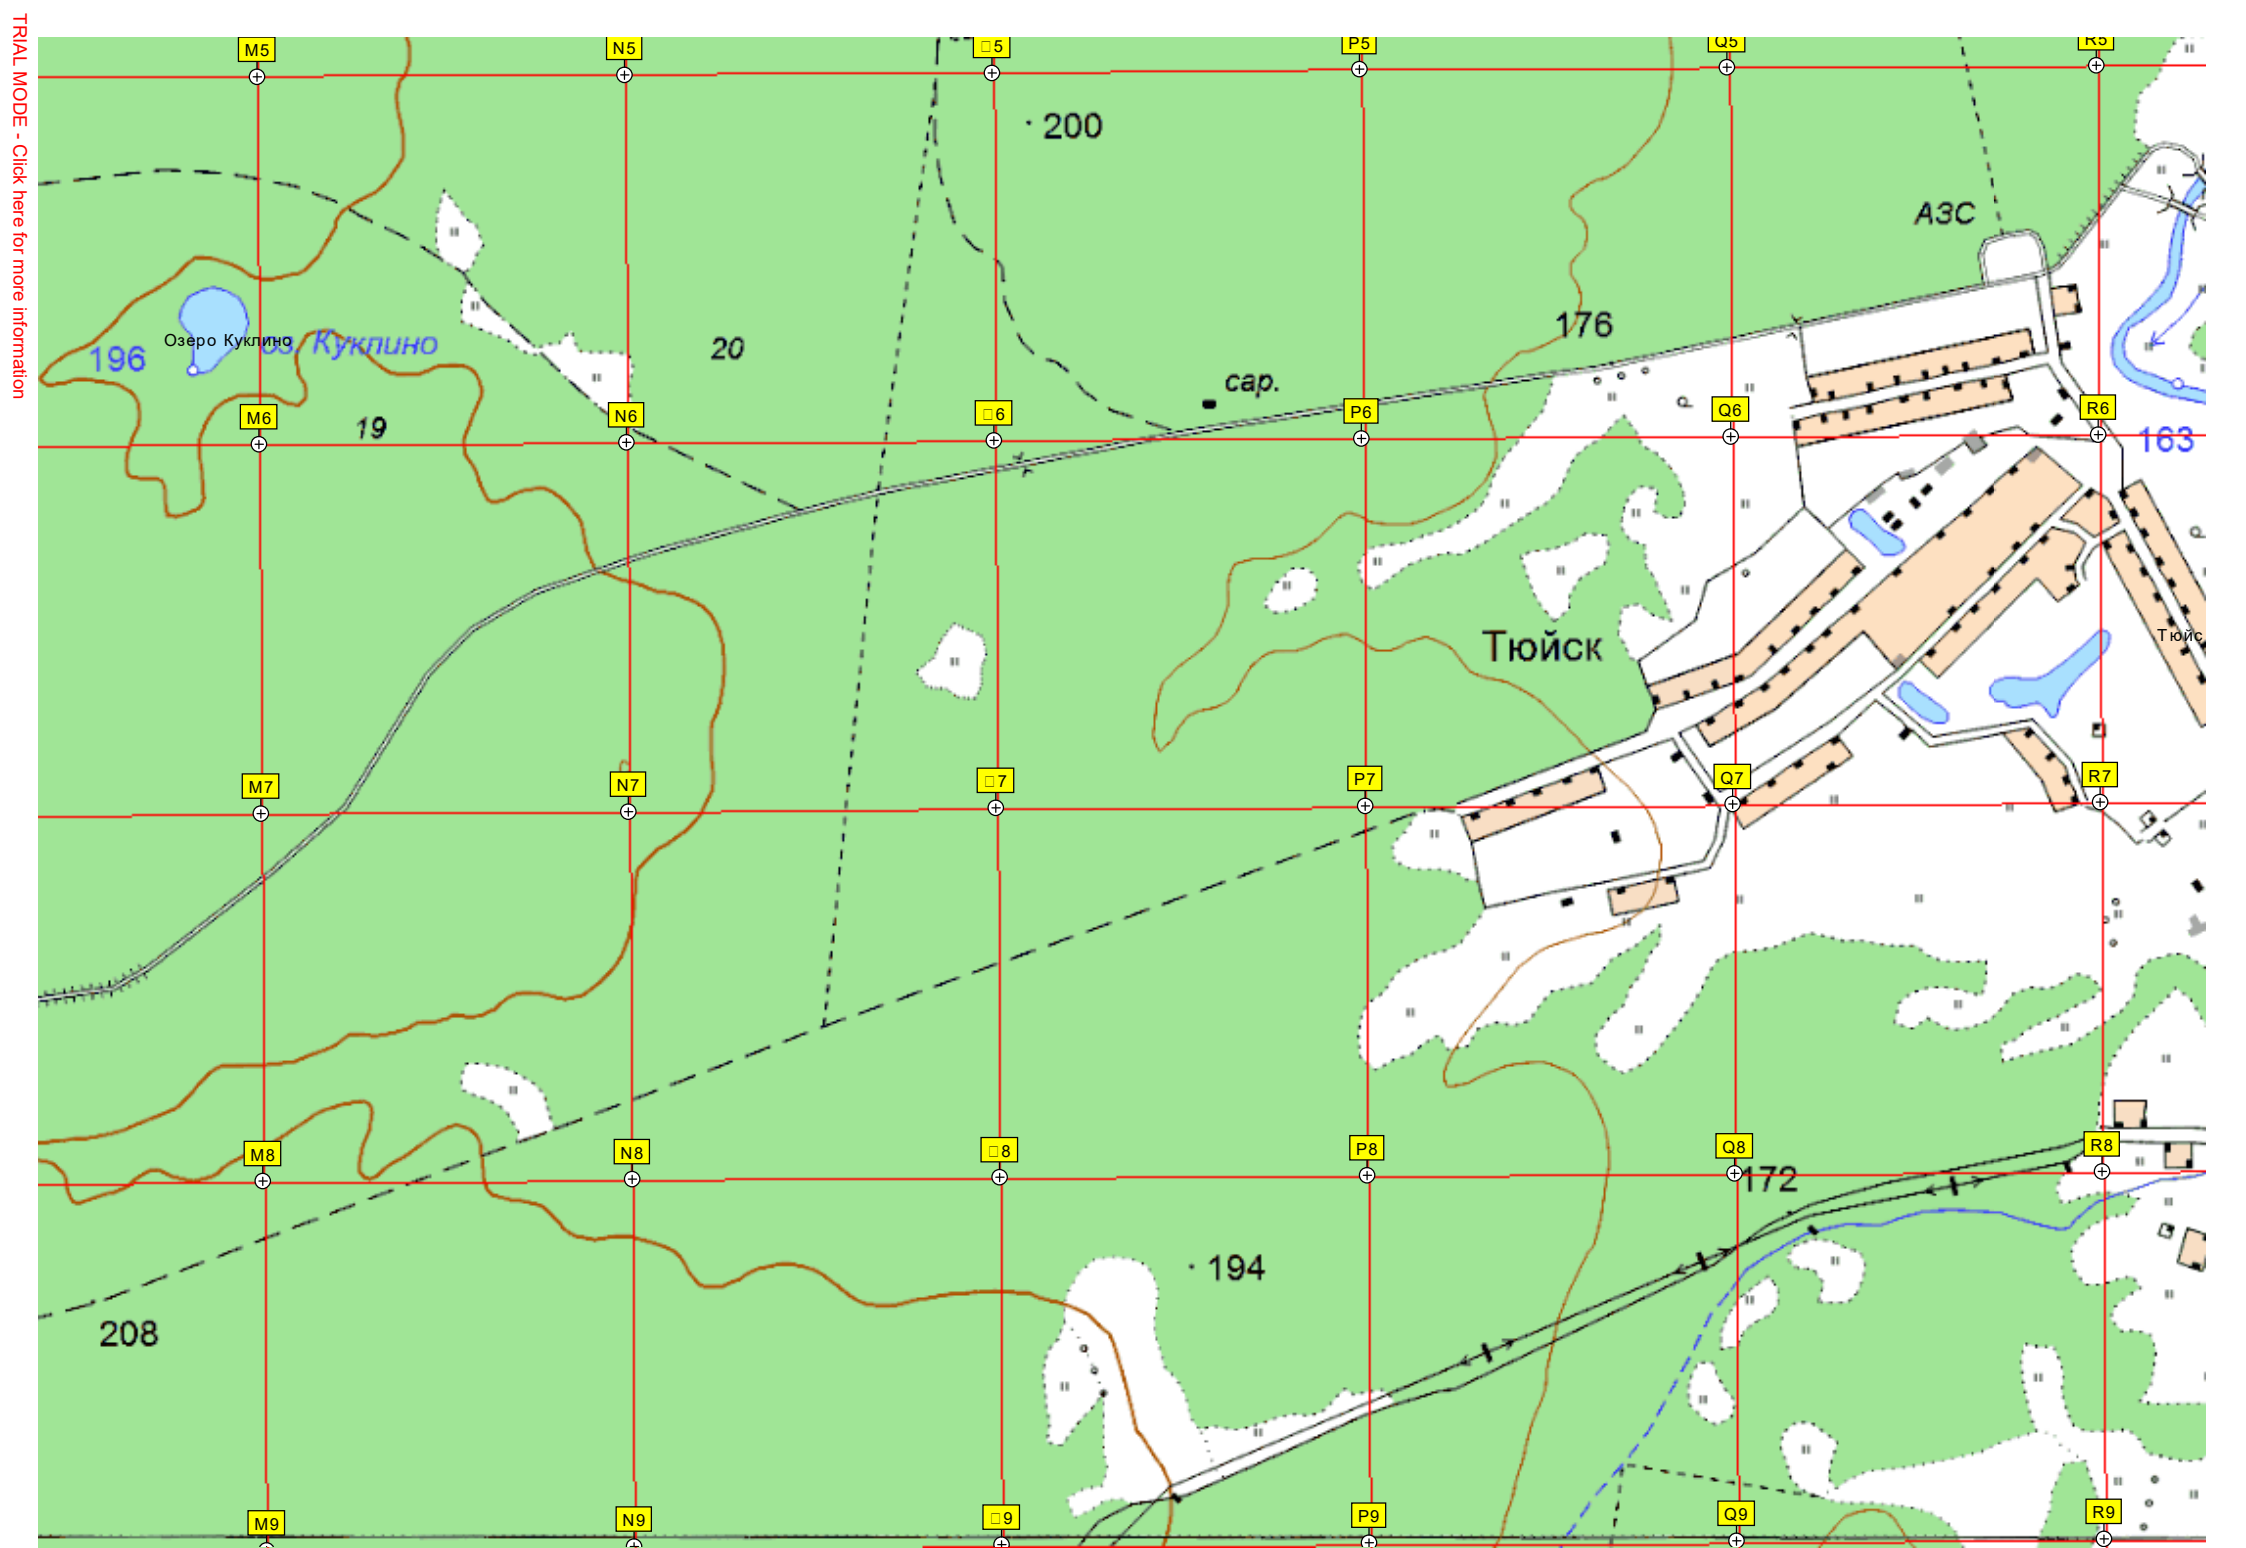 TRIAL MODE - Click here for more information
M5
N5
□5
P5
Q5
R5
200
АЗС
176
196
Озеро Куклино
оз. Куклино
20
сар.
M6
19
N6
□6
P6
Q6
R6
163
Тюйск
Тюйс
M7
N7
□7
P7
Q7
R7
M8
N8
□8
P8
Q8
R8
172
194
208
M9
N9
□9
P9
Q9
R9